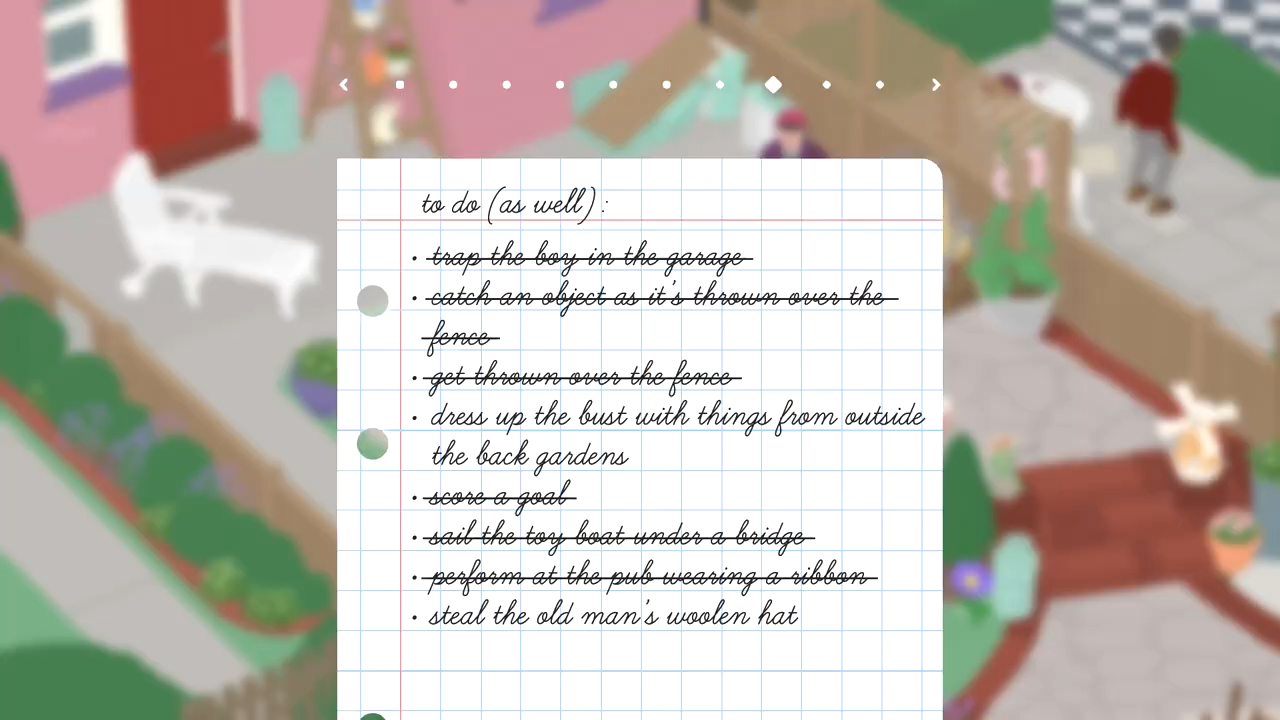 to do (as well):
• trap the boy in the garage
• catch an object as it's thrown over the
fence
• get thrown over the fence
• dress up the bust with things from outside
the back gardens
• score a goal
• sail the toy boat under a bridge
• perform at the pub wearing a ribbon
• steal the old man's woolen hat